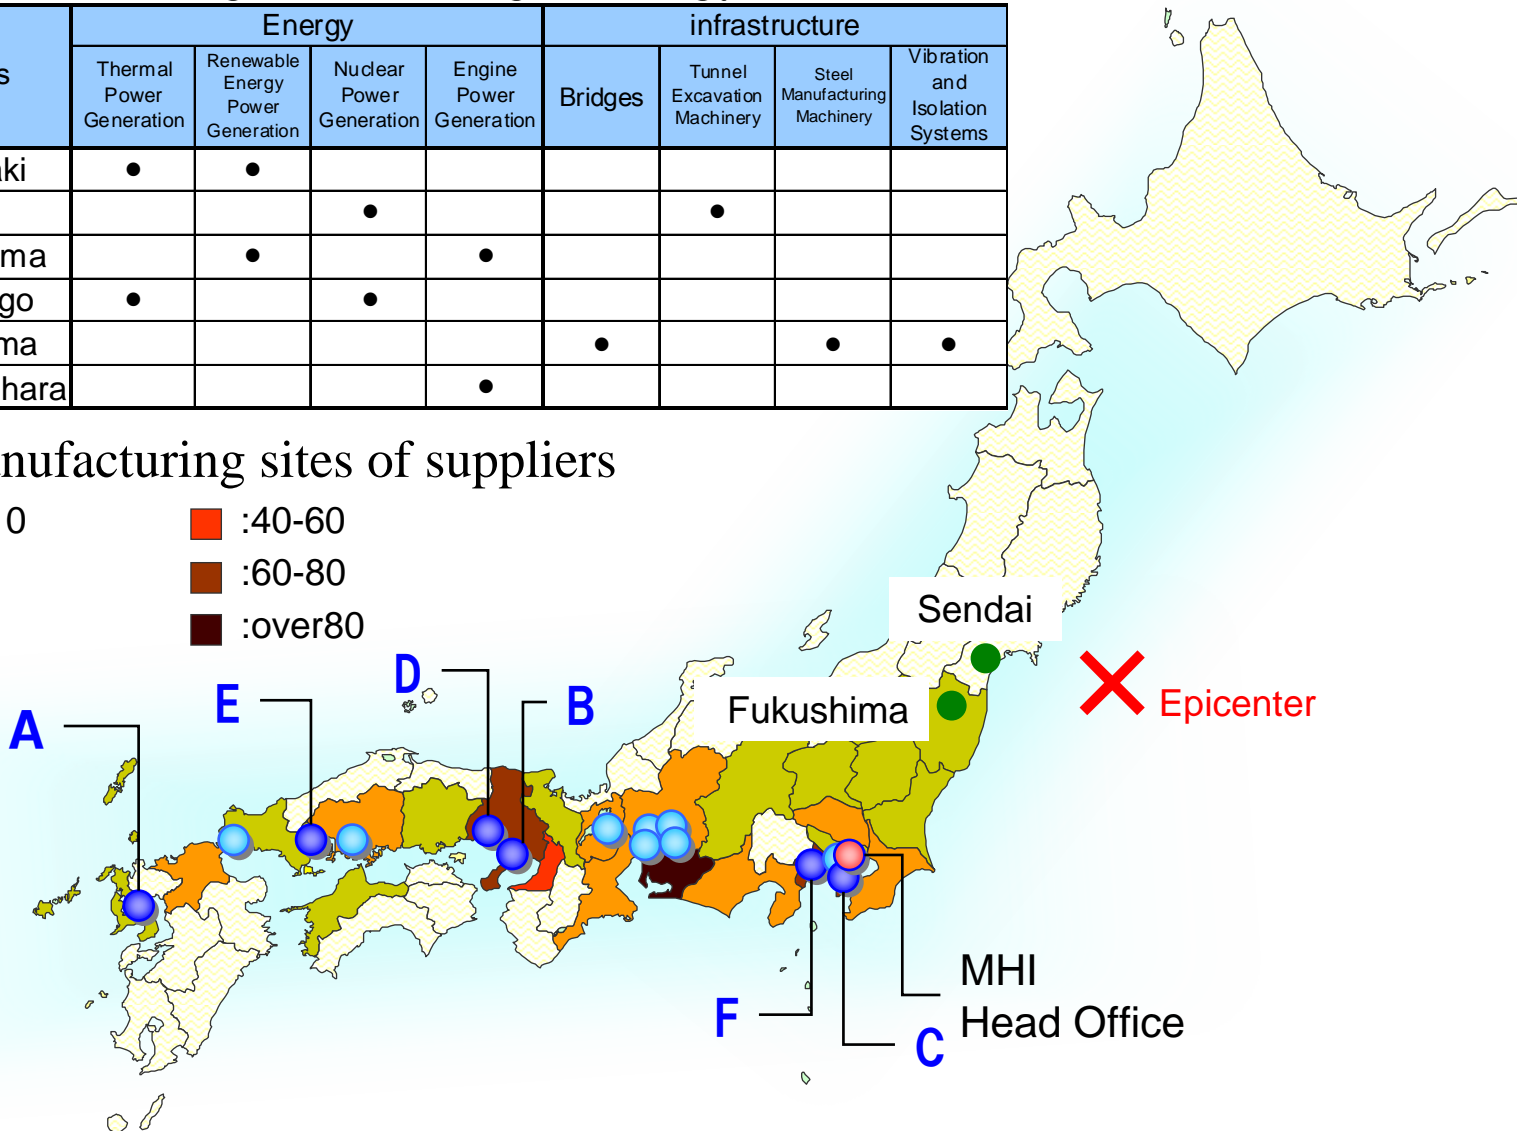 Energy
infrastructure
s
Thermal
Power
Generation
Renewable
Energy
Power
Generation
Nuclear
Power
Generation
Engine
Power
Generation
Bridges
Tunnel
Excavation
Machinery
Steel
Manufacturing
Machinery
Vibration
and
Isolation
Systems
aki
● ●
● ●
ma
● ●
go
● ●
ma
● ● ●
hara
●
nufacturing sites of suppliers
0
:40-60
:60-80
:over80
Sendai
Fukushima
Epicenter
D
E
B
A
MHI
Head Office
F
C